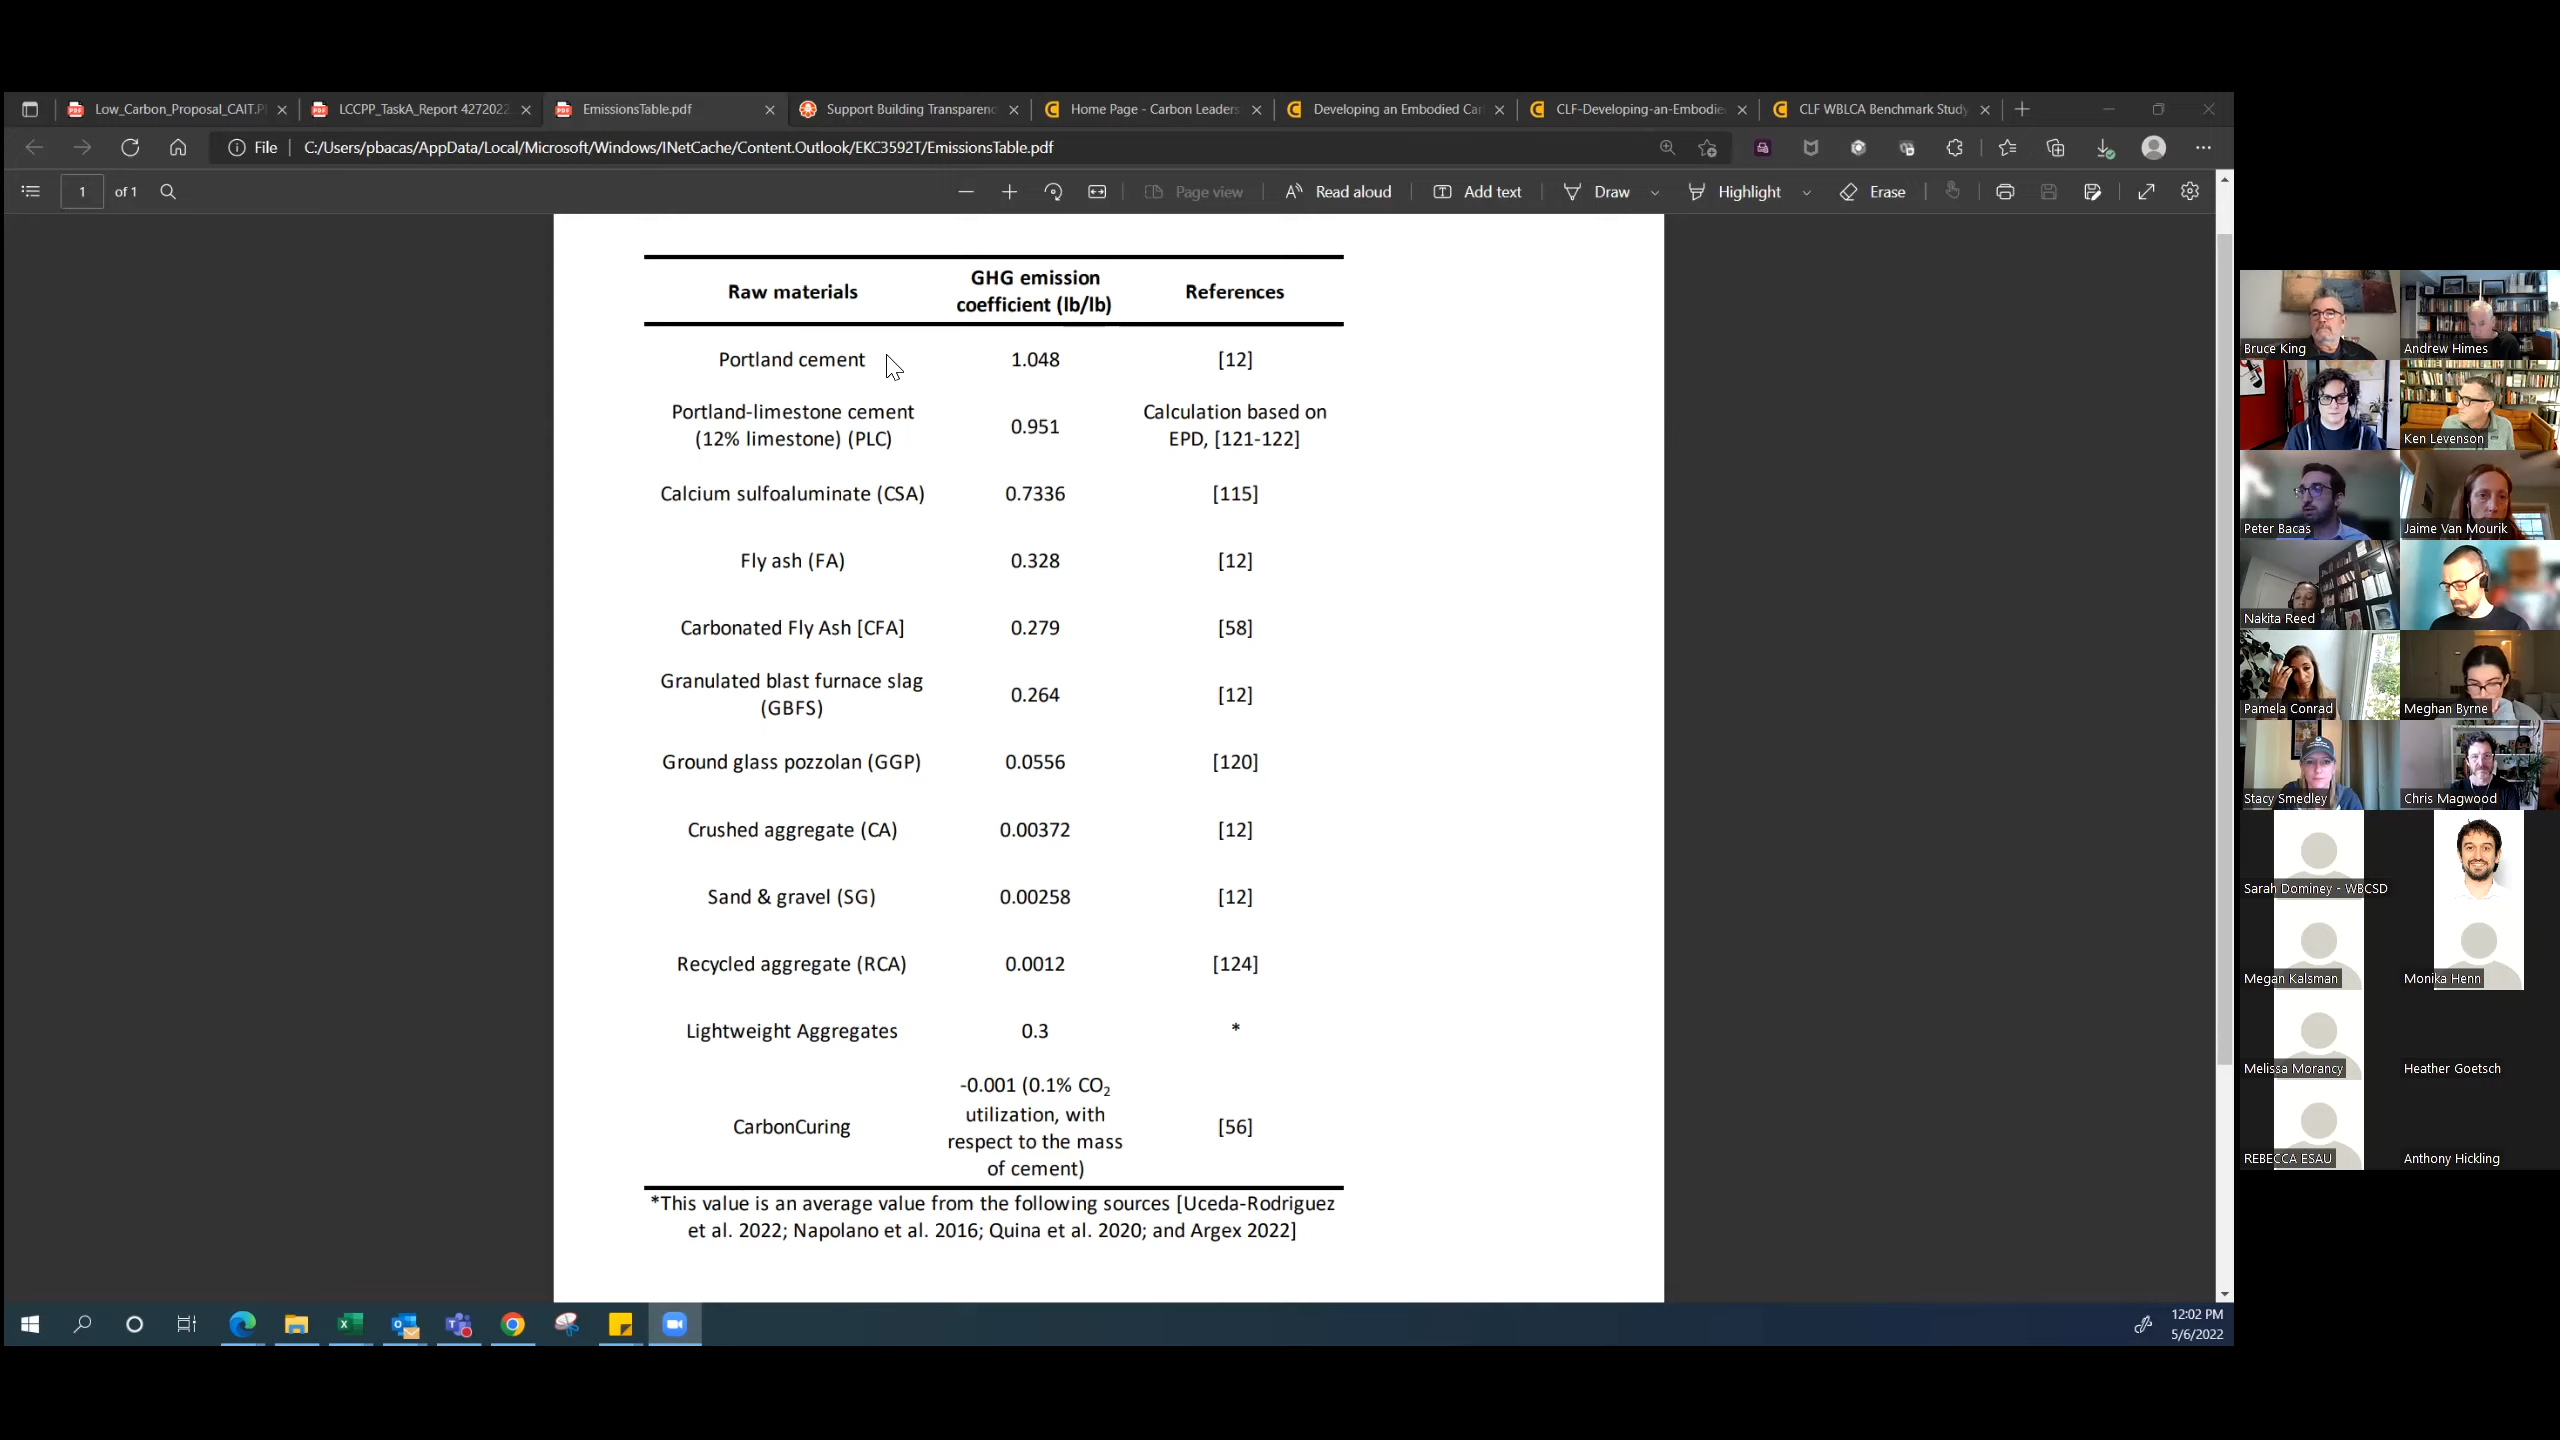 Low_Carbon_Proposal_CAIT.P
LCCPP_TaskA_Report 4272022
EmissionsTable.pdf
Support Building Transparenc
Home Page - Carbon Leaders
Developing an Embodied Ca
CLF-Developing-an-Embodie
CLF WBLCA Benchmark Study
File
C:/Users/pbacas/AppData/Local/Microsoft/Windows/INetCache/Content.Outlook/EKC3592T/EmissionsTable.pdf
1 of 1
Page view
Read aloud
Add text
Draw
Highlight
Erase
Raw materials
GHG emission
coefficient (lb/lb)
References
Portland cement 1.048 [12]
Portland-limestone cement
(12% limestone) (PLC)
0.951
Calculation based on
EPD, [121-122]
Calcium sulfoaluminate (CSA) 0.7336 [115]
Fly ash (FA) 0.328 [12]
Carbonated Fly Ash [CFA] 0.279 [58]
Granulated blast furnace slag
(GBFS)
0.264
[12]
Ground glass pozzolan (GGP) 0.0556 [120]
Crushed aggregate (CA) 0.00372 [12]
Sand & gravel (SG) 0.00258 [12]
Recycled aggregate (RCA) 0.0012 [124]
Lightweight Aggregates 0.3 *
CarbonCuring
-0.001 (0.1% CO₂
utilization, with
respect to the mass
of cement)
[56]
*This value is an average value from the following sources [Uceda-Rodriguez
et al. 2022; Napolano et al. 2016; Quina et al. 2020; and Argex 2022]
12:02 PM
5/6/2022
Bruce King
Andrew Himes
Ken Levenson
Peter Bacas
Jaime Van Mourik
Nakita Reed
Pamela Conrad
Meghan Byrne
Stacy Smedley
Chris Magwood
Sarah Dominey - WBCSD
Megan Kalsman
Monika Henn
Melissa Morancy
Heather Goetsch
REBECCA ESAU
Anthony Hickling